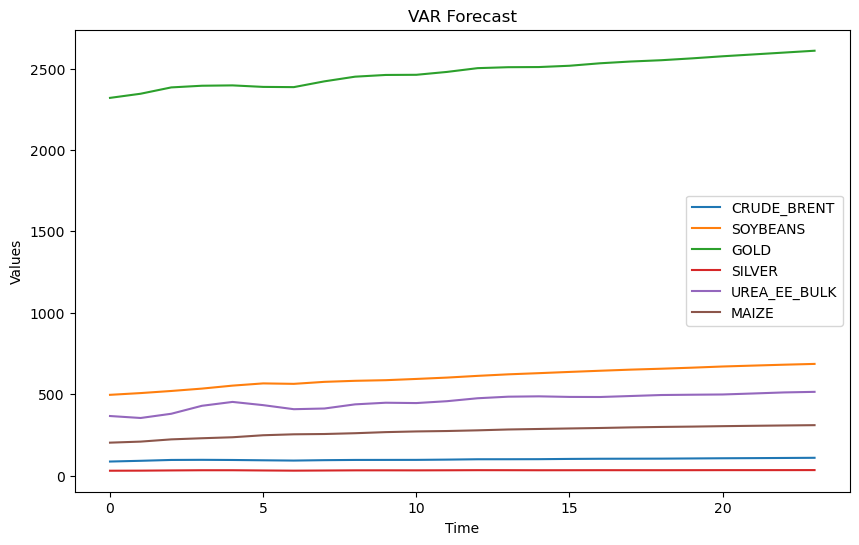 VAR Forecast
Values
2500
2000
1500
1000
500
0
0
5
10
15
20
Time
CRUDE_BRENT
SOYBEANS
GOLD
SILVER
UREA_EE_BULK
MAIZE